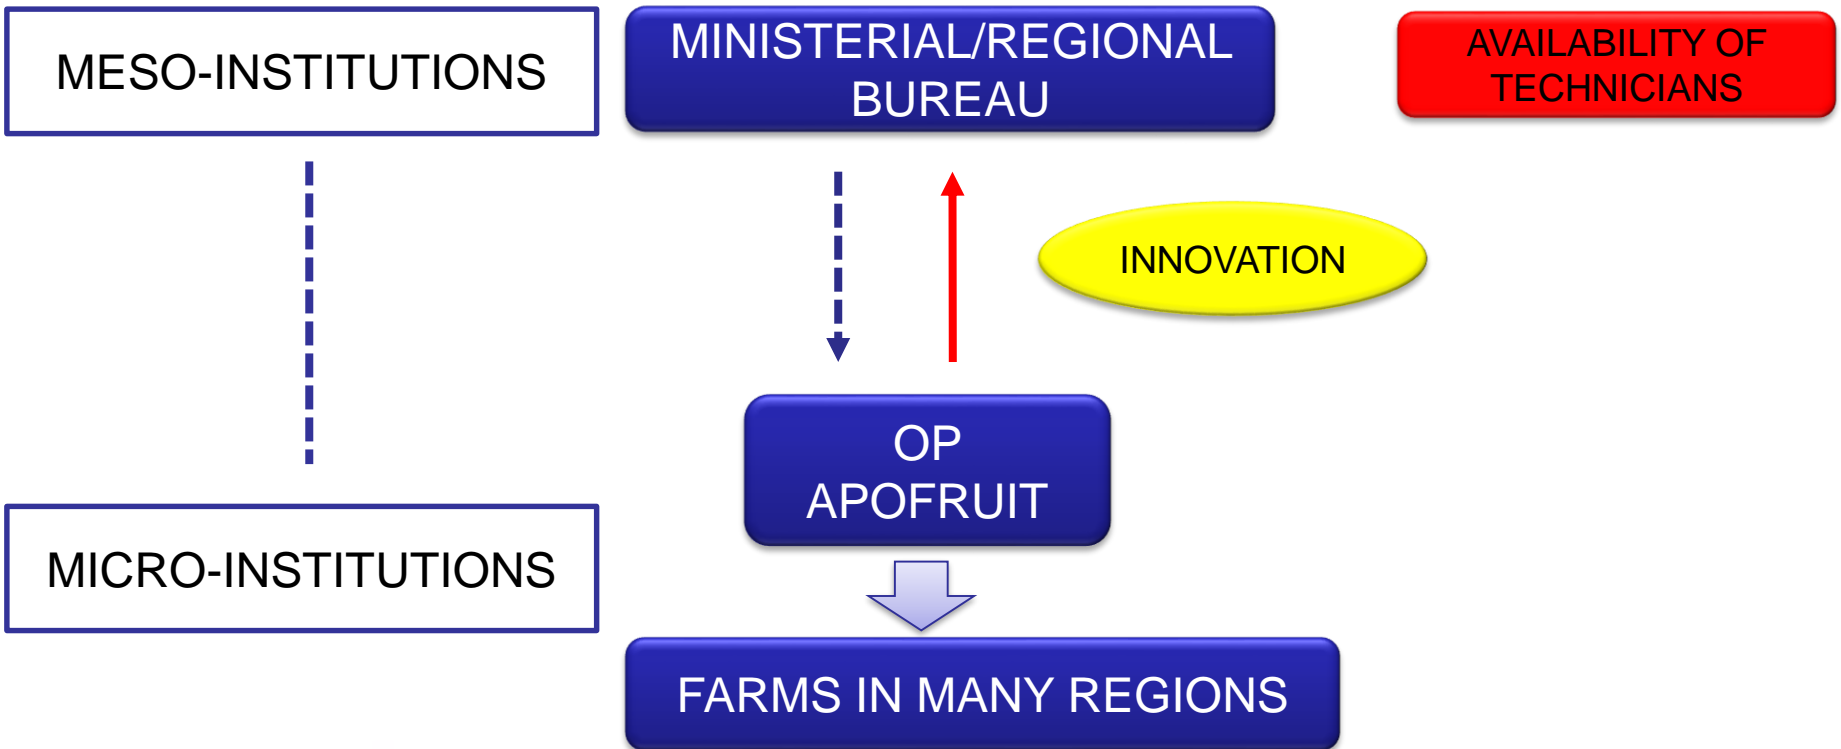 MESO-INSTITUTIONS
MINISTERIAL/REGIONAL
BUREAU
AVAILABILITY OF
TECHNICIANS
INNOVATION
OP
APOFRUIT
MICRO-INSTITUTIONS
FARMS IN MANY REGIONS